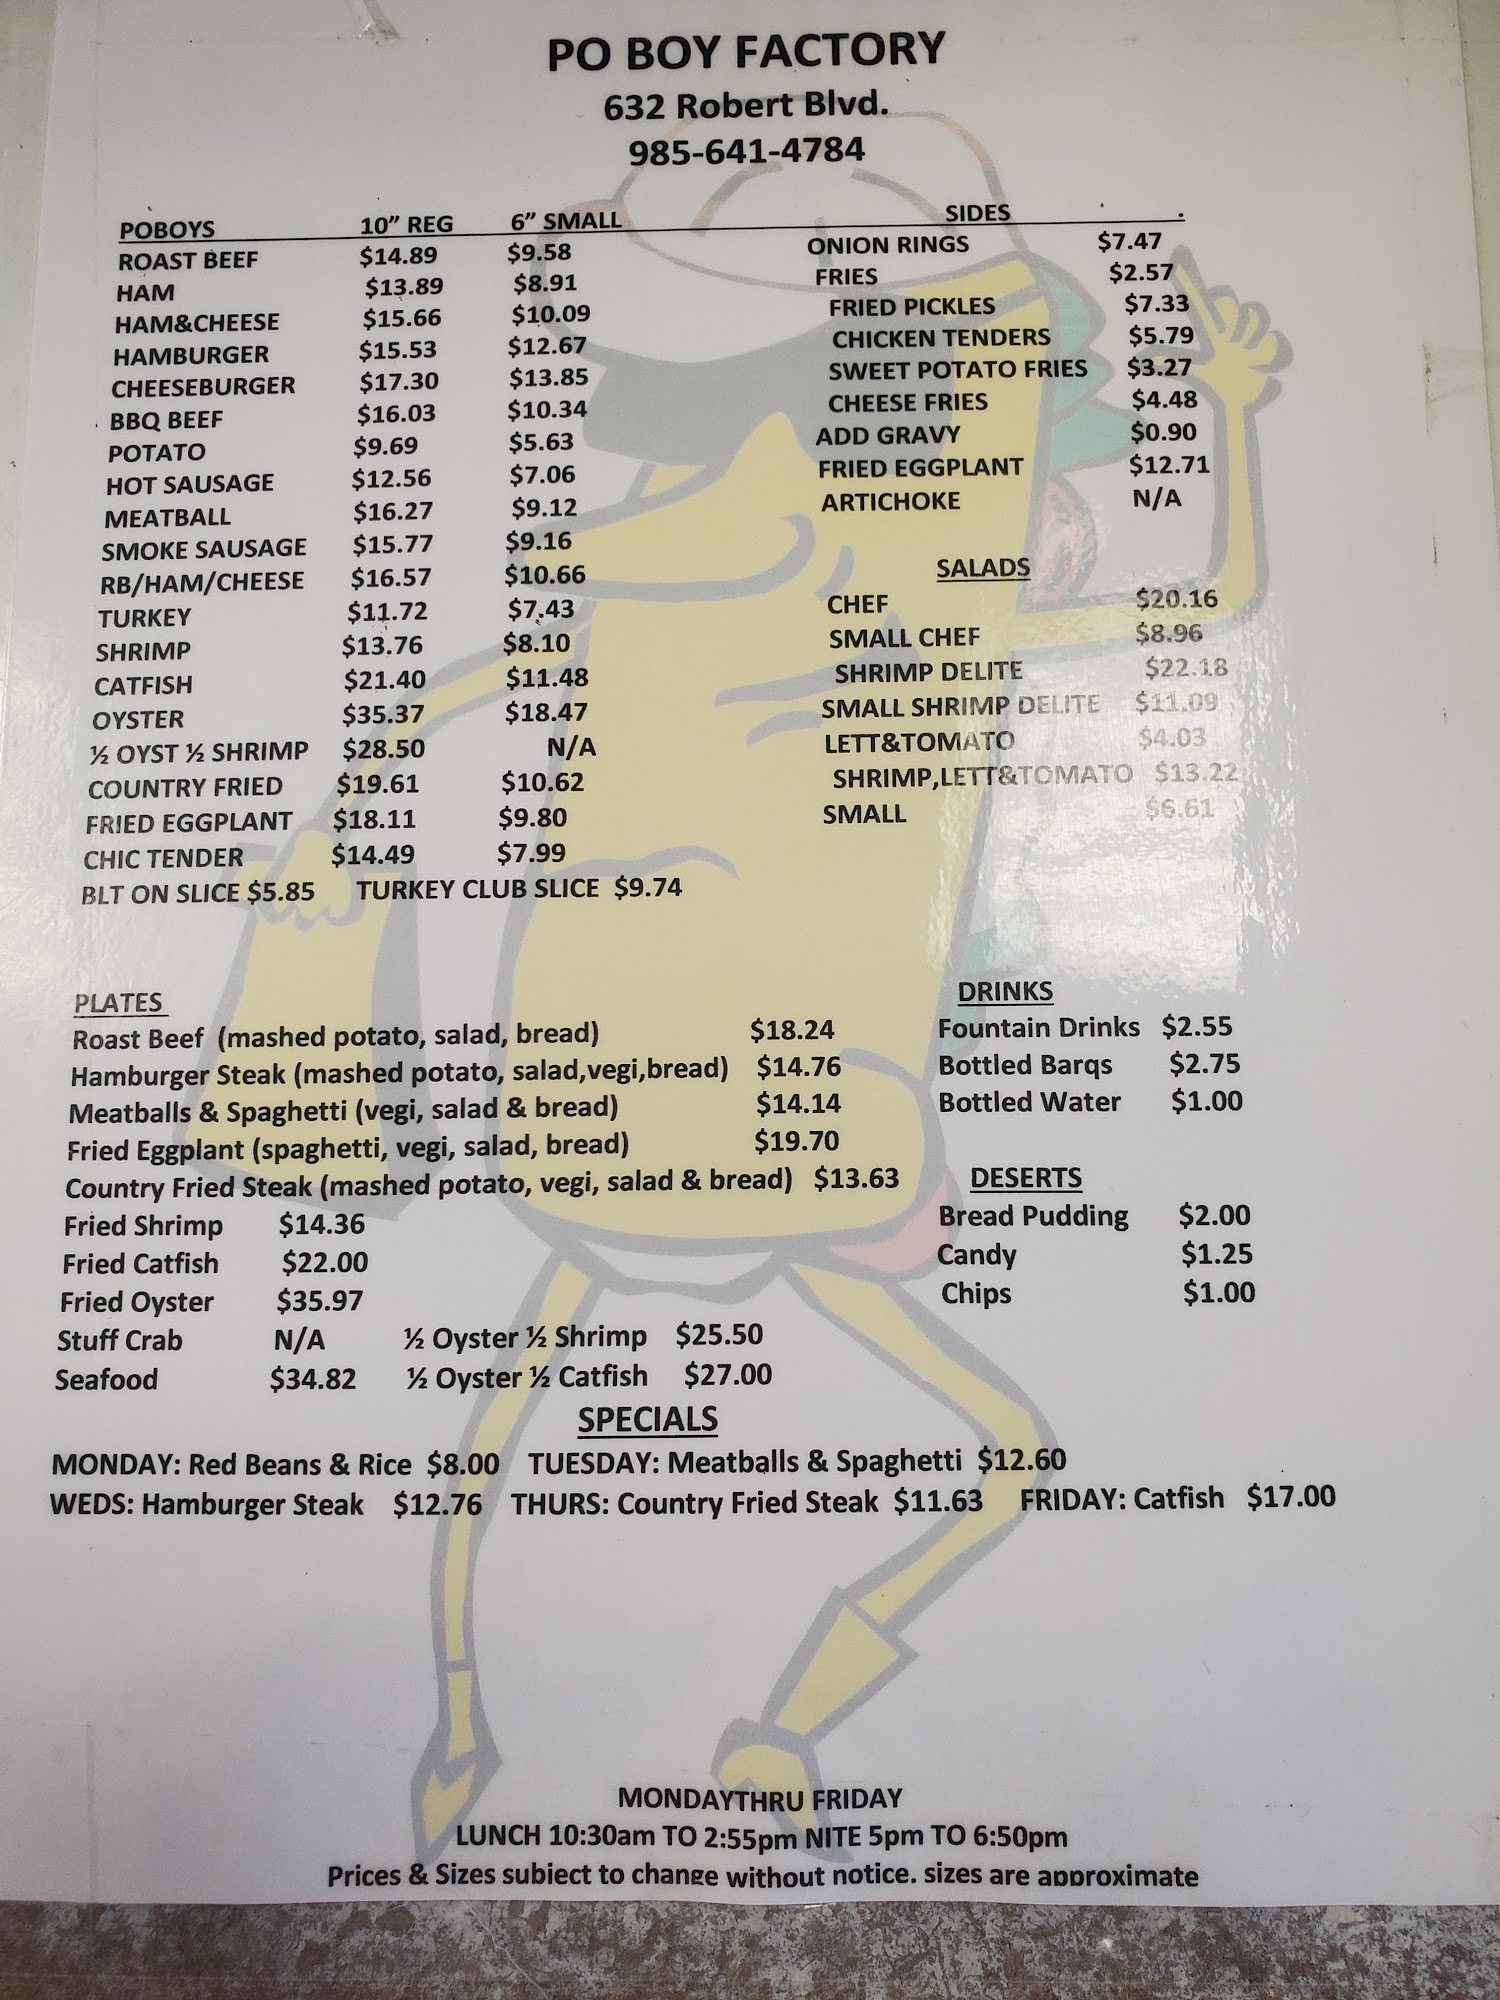 PO BOY FACTORY
632 Robert Blvd.
985-641-4784
POBOYS 10” REG 6” SMALL
ROAST BEEF $14.89 $9.58
HAM $13.89 $8.91
HAM&CHEESE $15.66 $10.09
HAMBURGER $15.53 $12.67
CHEESEBURGER $17.30 $13.85
BBQ BEEF $16.03 $10.34
POTATO $9.69 $5.63
HOT SAUSAGE $12.56 $7.06
MEATBALL $16.27 $9.12
SMOKE SAUSAGE $15.77 $9.16
RB/HAM/CHEESE $16.57 $10.66
TURKEY $11.72 $7.43
SHRIMP $13.76 $8.10
CATFISH $21.40 $11.48
OYSTER $35.37 $18.47
½ OYST ½ SHRIMP $28.50 N/A
COUNTRY FRIED $19.61 $10.62
FRIED EGGPLANT $18.11 $9.80
CHIC TENDER $14.49 $7.99
BLT ON SLICE $5.85 TURKEY CLUB SLICE $9.74
SIDES .
ONION RINGS $7.47
FRIES $2.57
FRIED PICKLES $7.33
CHICKEN TENDERS $5.79
SWEET POTATO FRIES $3.27
CHEESE FRIES $4.48
ADD GRAVY $0.90
FRIED EGGPLANT $12.71
ARTICHOKE N/A
SALADS
CHEF $20.16
SMALL CHEF $8.96
SHRIMP DELITE $22.18
SMALL SHRIMP DELITE $11.09
LETT&TOMATO $4.03
SHRIMP,LETT&TOMATO $13.22
SMALL $6.61
PLATES
Roast Beef (mashed potato, salad, bread) $18.24
Hamburger Steak (mashed potato, salad,vegi,bread) $14.76
Meatballs & Spaghetti (vegi, salad & bread) $14.14
Fried Eggplant (spaghetti, vegi, salad, bread) $19.70
Country Fried Steak (mashed potato, vegi, salad & bread) $13.63
Fried Shrimp $14.36
Fried Catfish $22.00
Fried Oyster $35.97
Stuff Crab N/A ½ Oyster ½ Shrimp $25.50
Seafood $34.82 ½ Oyster ½ Catfish $27.00
DRINKS
Fountain Drinks $2.55
Bottled Barqs $2.75
Bottled Water $1.00
DESERTS
Bread Pudding $2.00
Candy $1.25
Chips $1.00
SPECIALS
MONDAY: Red Beans & Rice $8.00 TUESDAY: Meatballs & Spaghetti $12.60
WEDS: Hamburger Steak $12.76 THURS: Country Fried Steak $11.63 FRIDAY: Catfish $17.00
MONDAYTHRU FRIDAY
LUNCH 10:30am TO 2:55pm NITE 5pm TO 6:50pm
Prices & Sizes subject to change without notice. sizes are approximate